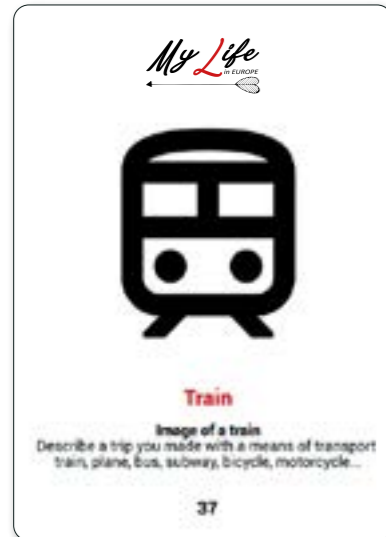 My Life
in EUROPE
Train
Image of a train
Describe a trip you made with a means of transport
train, plane, bus, subway, bicycle, motorcycle...
37